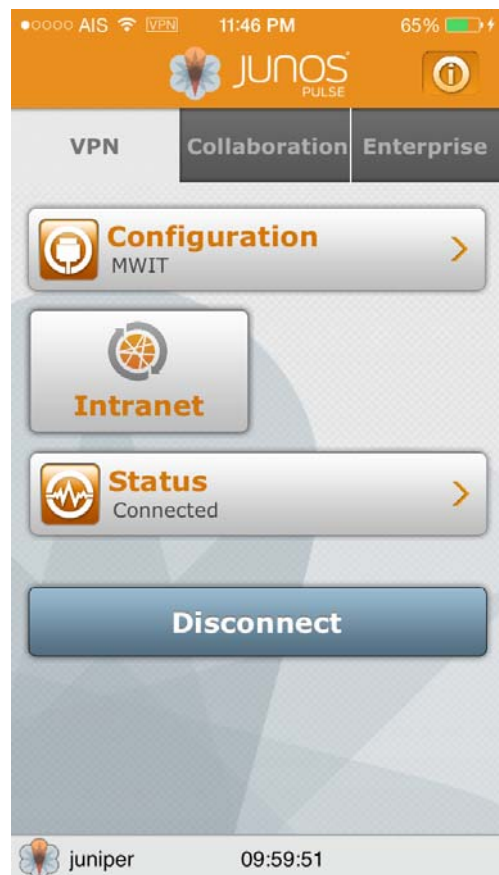 AIS VPN 11:46 PM 65%
JUNOS
PULSE
VPN Collaboration Enterprise
Configuration
MWIT
Intranet
Status
Connected
Disconnect
juniper 09:59:51